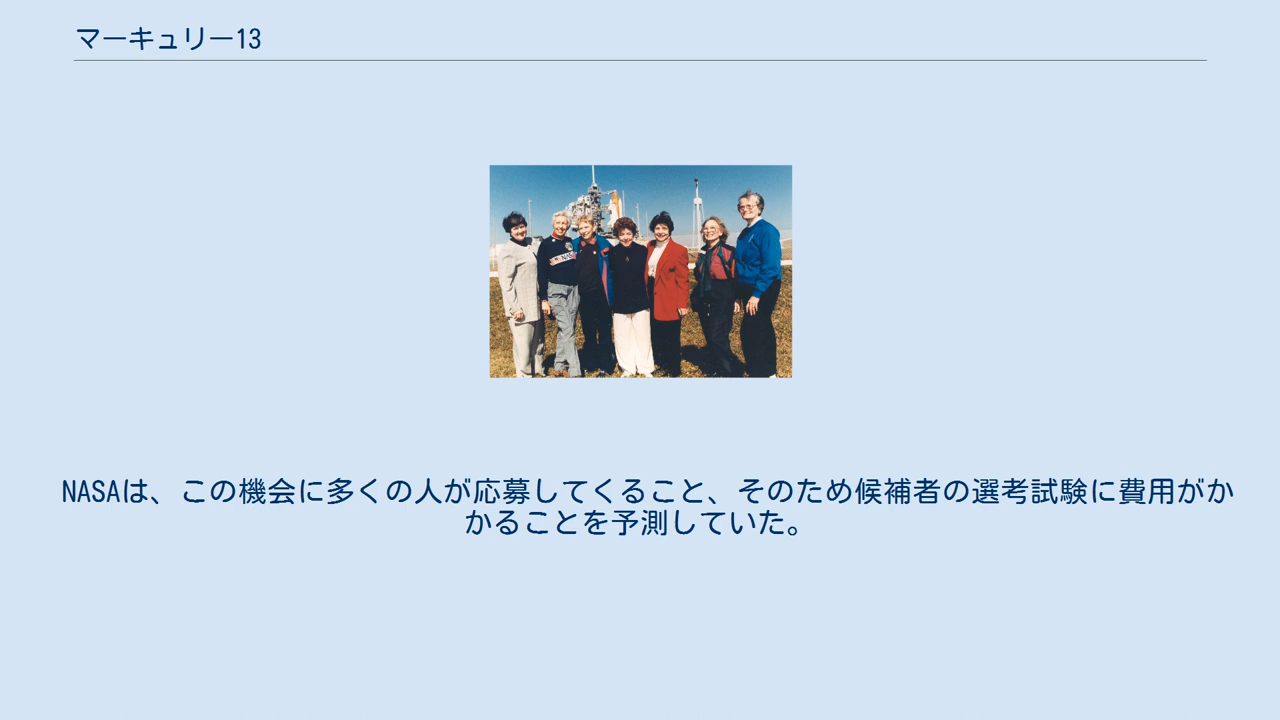 マーキュリー13
NASAは、この機会に多くの人が応募してくること、そのため候補者の選考試験に費用がか
かることを予測していた。